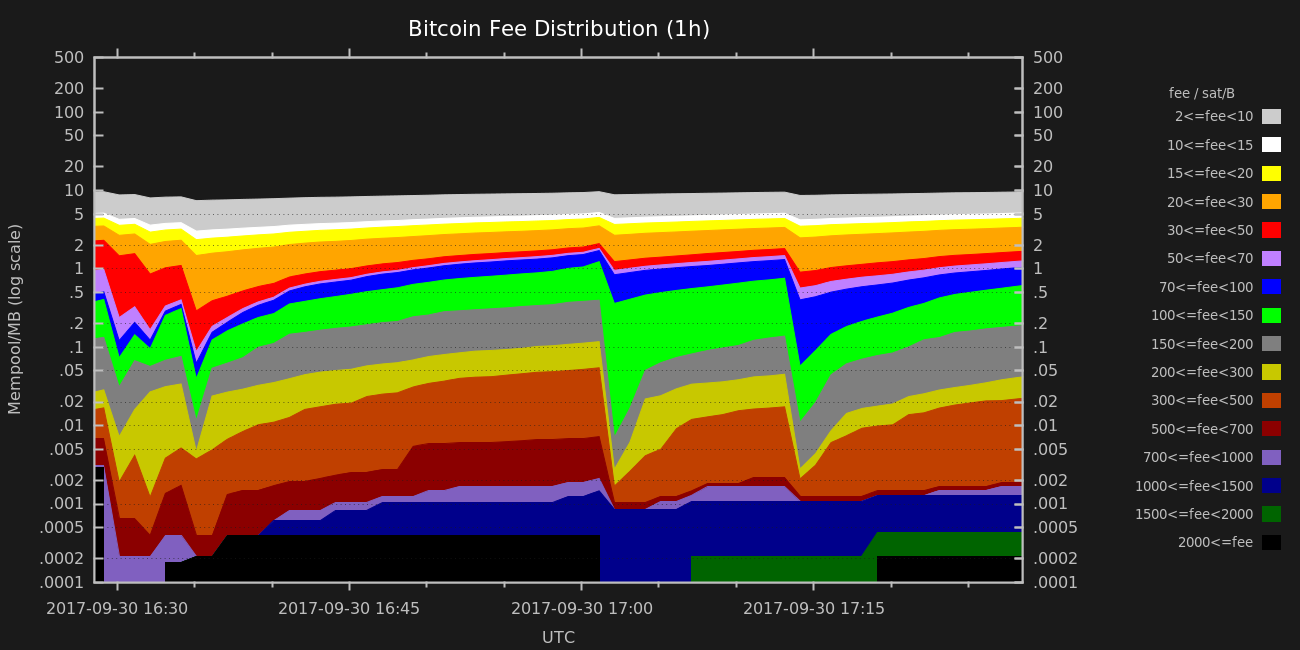 Bitcoin Fee Distribution (1h)
500
200
100
50
20
10
5
2
1
.5
.2
.1
.05
.02
.01
.005
.002
.001
.0005
.0002
.0001
Mempool/MB (log scale)
500
200
100
50
20
10
5
2
1
.5
.2
.1
.05
.02
.01
.005
.002
.001
.0005
.0002
.0001
2017-09-30 16:30
2017-09-30 16:45
2017-09-30 17:00
2017-09-30 17:15
UTC
fee / sat/B
2<=fee<10
10<=fee<15
15<=fee<20
20<=fee<30
30<=fee<50
50<=fee<70
70<=fee<100
100<=fee<150
150<=fee<200
200<=fee<300
300<=fee<500
500<=fee<700
700<=fee<1000
1000<=fee<1500
1500<=fee<2000
2000<=fee